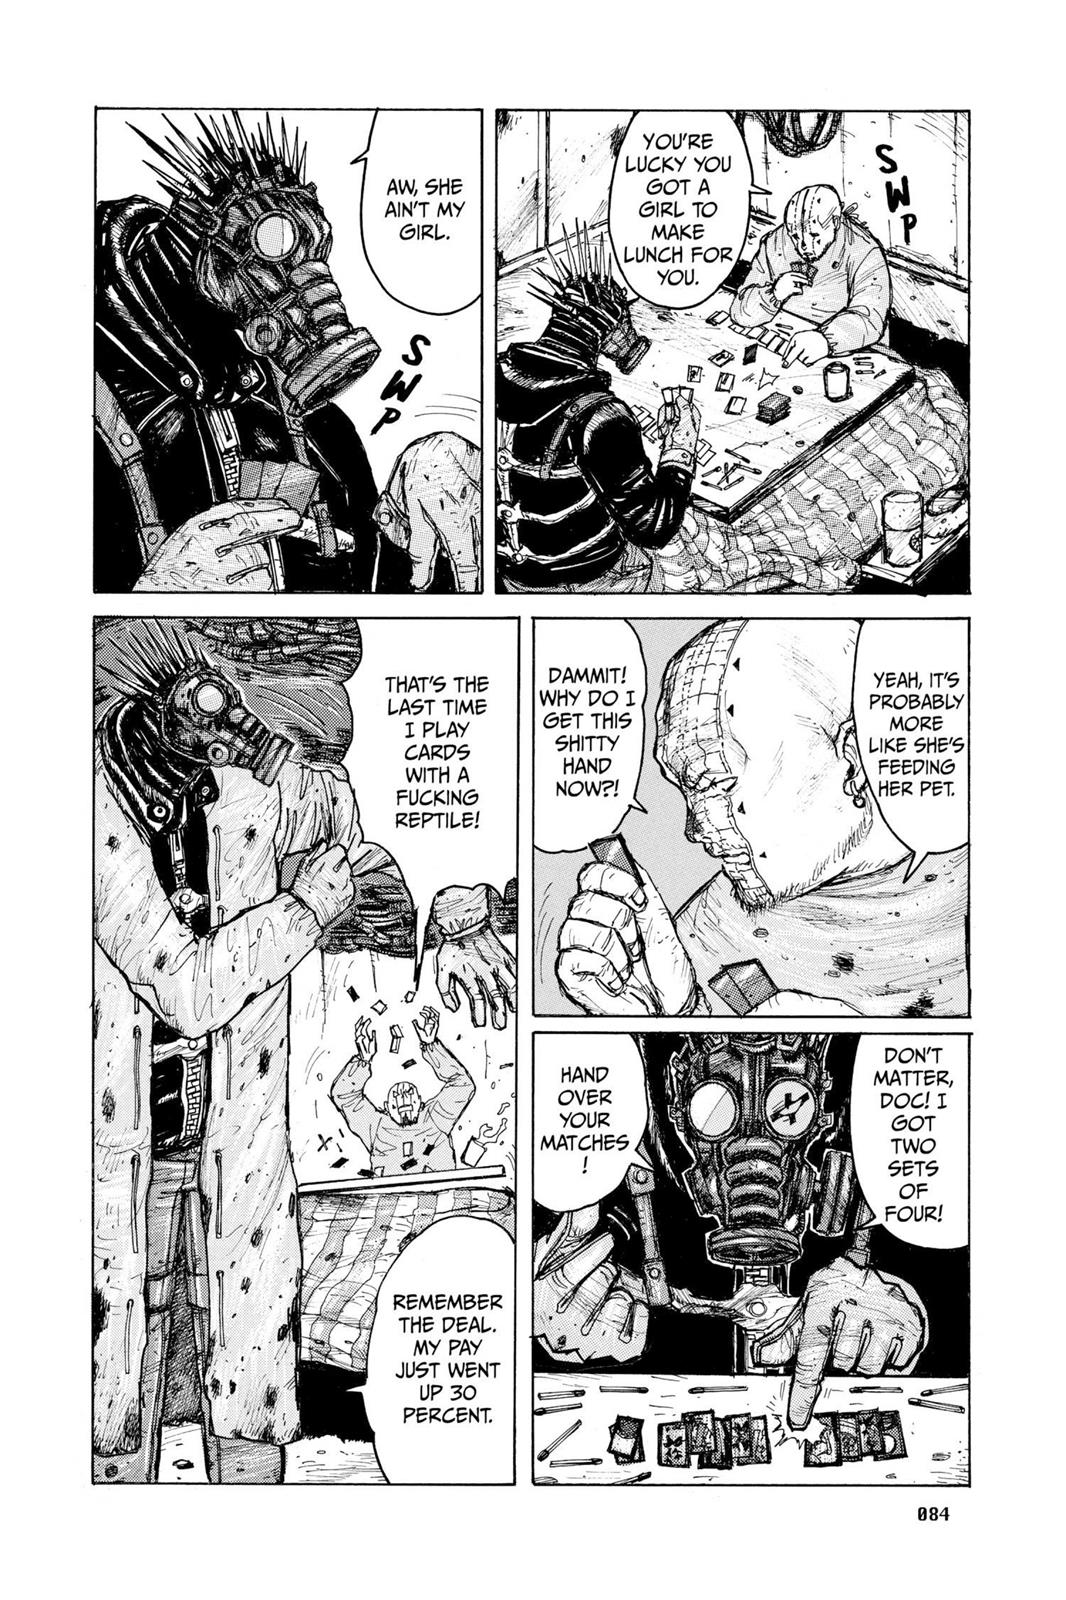 YOU'RE
LUCKY YOU
GOT A
GIRL TO
MAKE
LUNCH FOR
YOU.
SWP
AW, SHE
AIN'T MY
GIRL.
SWP
YEAH, IT'S
PROBABLY
MORE
LIKE SHE'S
FEEDING
HER PET.
DAMMIT!
WHY DO I
GET THIS
SHITTY
HAND
NOW?!
DON'T
MATTER,
DOC! I
GOT
TWO
SETS
OF
FOUR!
HAND
OVER
YOUR
MATCHES
!
THAT'S THE
LAST TIME
I PLAY
CARDS
WITH A
FUCKING
REPTILE!
REMEMBER
THE DEAL.
MY PAY
JUST WENT
UP 30
PERCENT.
084